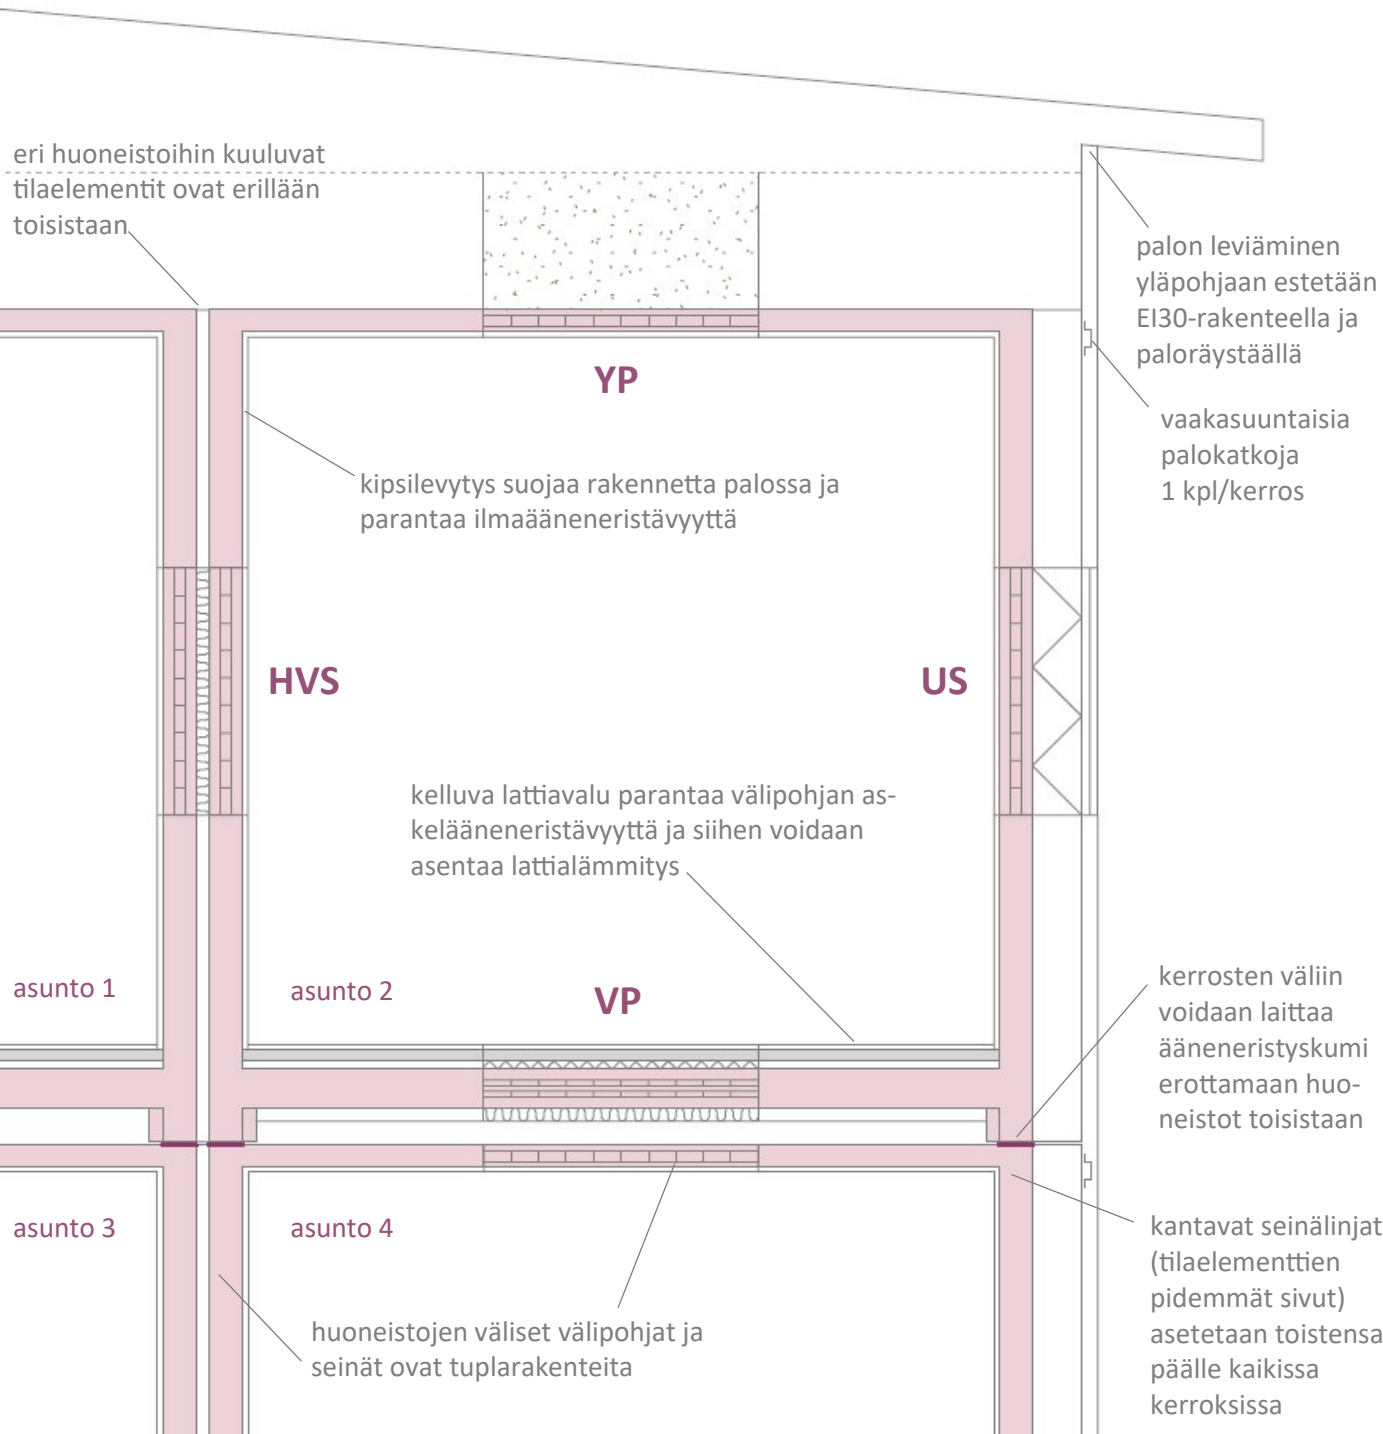 eri huoneistoihin kuuluvat
tilaelementit ovat erillään
toisistaan
palon leviäminen
yläpohjaan estetään
EI30-rakenteella ja
paloräystäällä
YP
vaakasuuntaisia
palokatkoja
1 kpl/kerros
kipsilevytys suojaa rakennetta palossa ja
parantaa ilmaääneneristävyyttä
HVS
US
kelluva lattiavalu parantaa välipohjan as-
kelääneneristävyyttä ja siihen voidaan
asentaa lattialämmitys
asunto 1
asunto 2
VP
kerrosten väliin
voidaan laittaa
ääneneristyskumi
erottamaan huo-
neistot toisistaan
asunto 3
asunto 4
kantavat seinälinjat
(tilaelementtien
pidemmät sivut)
asetetaan toistensa
päälle kaikissa
kerroksissa
huoneistojen väliset välipohjat ja
seinät ovat tuplarakenteita